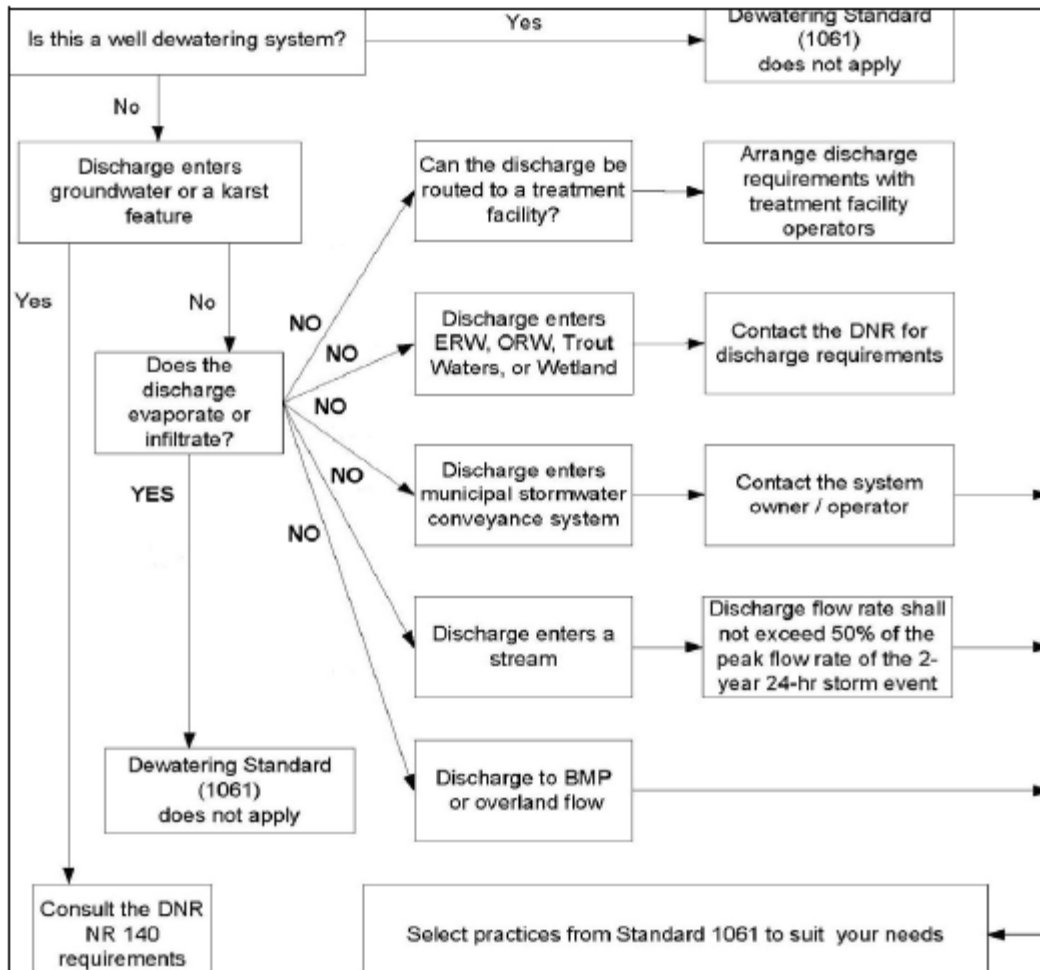 Is this a well dewatering system?
Yes
Dewatering Standard
(1061)
does not apply
No
Discharge enters
groundwater or a karst
feature
Can the discharge be
routed to a treatment
facility?
Arrange discharge
requirements with
treatment facility
operators
Yes
No
NO
NO
NO
NO
NO
Discharge enters
ERW, ORW, Trout
Waters, or Wetland
Contact the DNR for
discharge requirements
Does the
discharge
evaporate or
infiltrate?
YES
Discharge enters
municipal stormwater
conveyance system
Contact the system
owner / operator
Discharge enters a
stream
Discharge flow rate shall
not exceed 50% of the
peak flow rate of the 2-
year 24-hr storm event
Dewatering Standard
(1061)
does not apply
Discharge to BMP
or overland flow
Consult the DNR
NR 140
requirements
Select practices from Standard 1061 to suit your needs